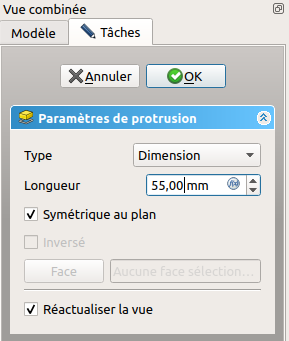 Vue combinée
Modèle Tâches
Annuler OK
Paramètres de protrusion
Type Dimension
Longueur 55,00 mm f(x)
Symétrique au plan
Inversé
Face Aucune face sélection...
Réactualiser la vue